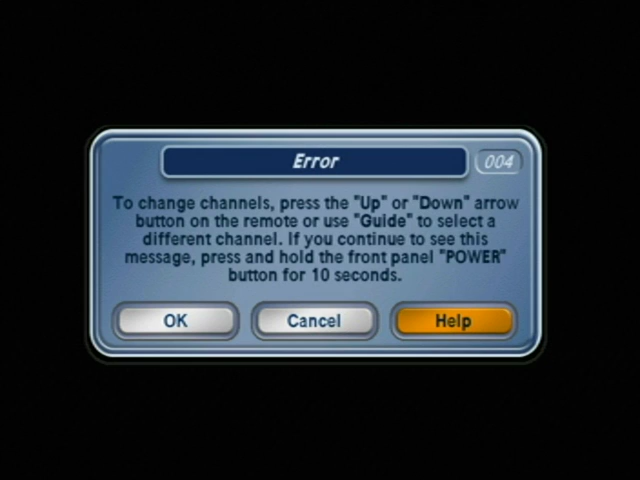 Error
004
To change channels, press the "Up" or "Down" arrow
button on the remote or use "Guide" to select a
different channel. If you continue to see this
message, press and hold the front panel "POWER"
button for 10 seconds.
OK
Cancel
Help